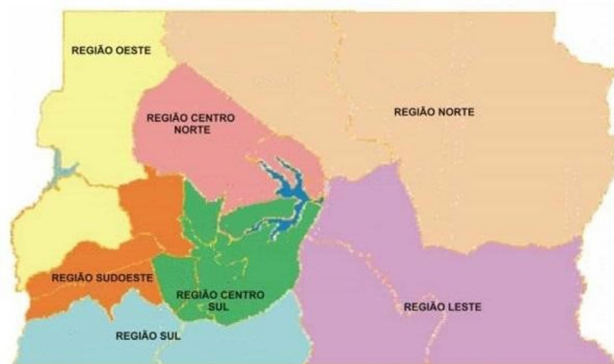 REGIÃO OESTE
REGIÃO CENTRO
NORTE
REGIÃO NORTE
REGIÃO SUDOESTE
REGIÃO CENTRO
SUL
REGIÃO LESTE
REGIÃO SUL